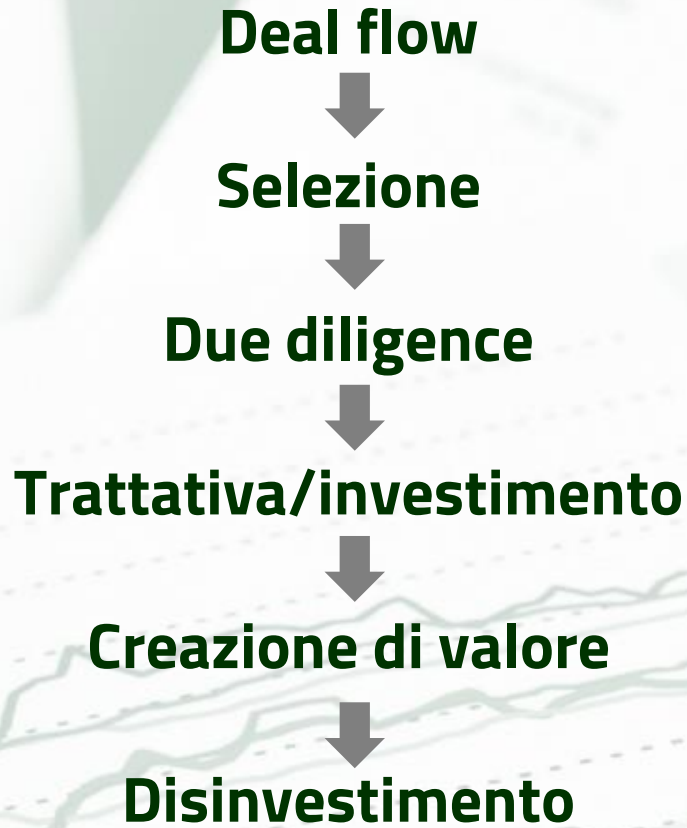 Deal flow
Selezione
Due diligence
Trattativa/investimento
Creazione di valore
Disinvestimento